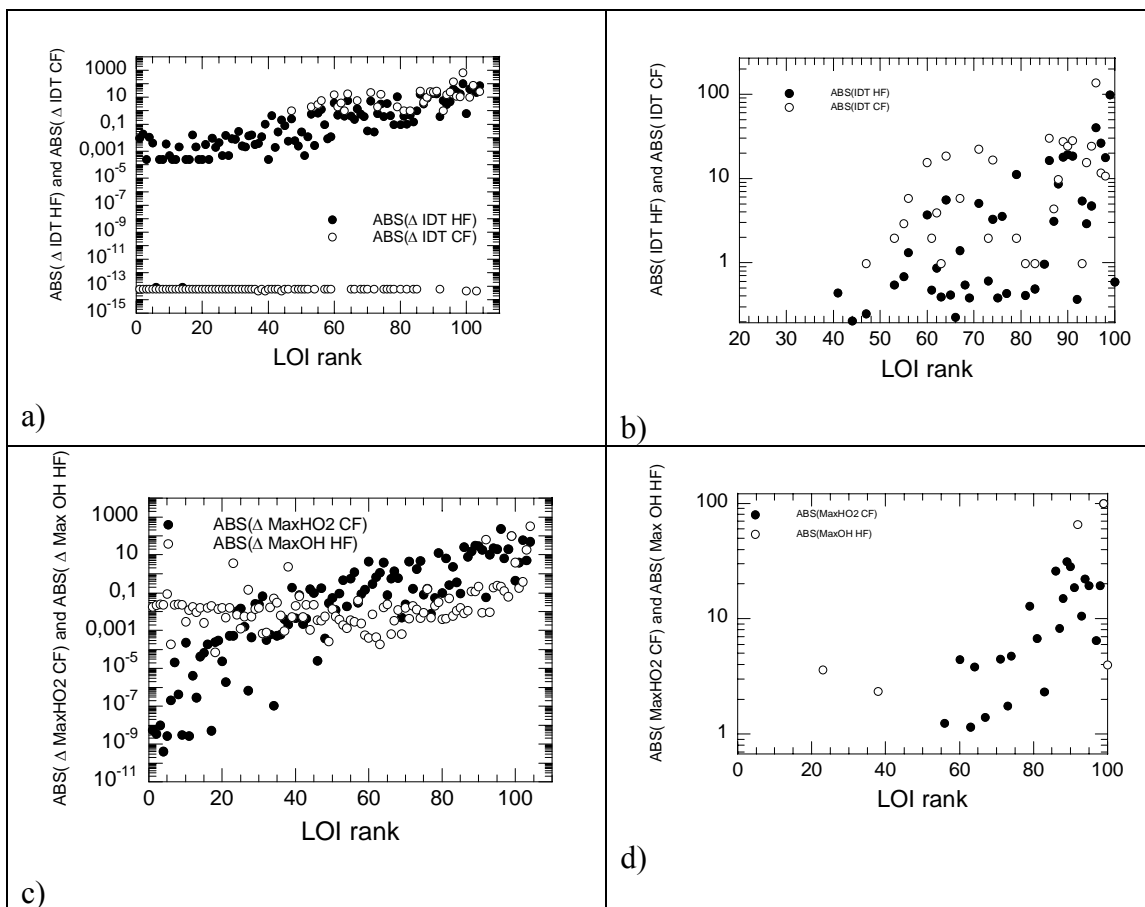 ABS( Δ IDT HF) and ABS( Δ IDT CF)
1000
10
0,1
0,001
10-5
10-7
10-9
10-11
10-13
10-15
ABS(Δ IDT HF)
ABS(Δ IDT CF)
0 20 40 60 80 100
LOI rank
a)
ABS( IDT HF) and ABS( IDT CF)
100
10
1
ABS(IDT HF)
ABS(IDT CF)
20 30 40 50 60 70 80 90 100
LOI rank
b)
ABS( Δ MaxHO2 CF) and ABS( Δ Max OH HF)
1000
10
0,1
0,001
10-5
10-7
10-9
10-11
ABS(Δ MaxHO2 CF)
ABS(Δ MaxOH HF)
0 20 40 60 80 100
LOI rank
c)
ABS( MaxHO2 CF) and ABS( Max OH HF)
100
10
1
ABS(MaxHO2 CF)
ABS(MaxOH HF)
0 20 40 60 80 100
LOI rank
d)